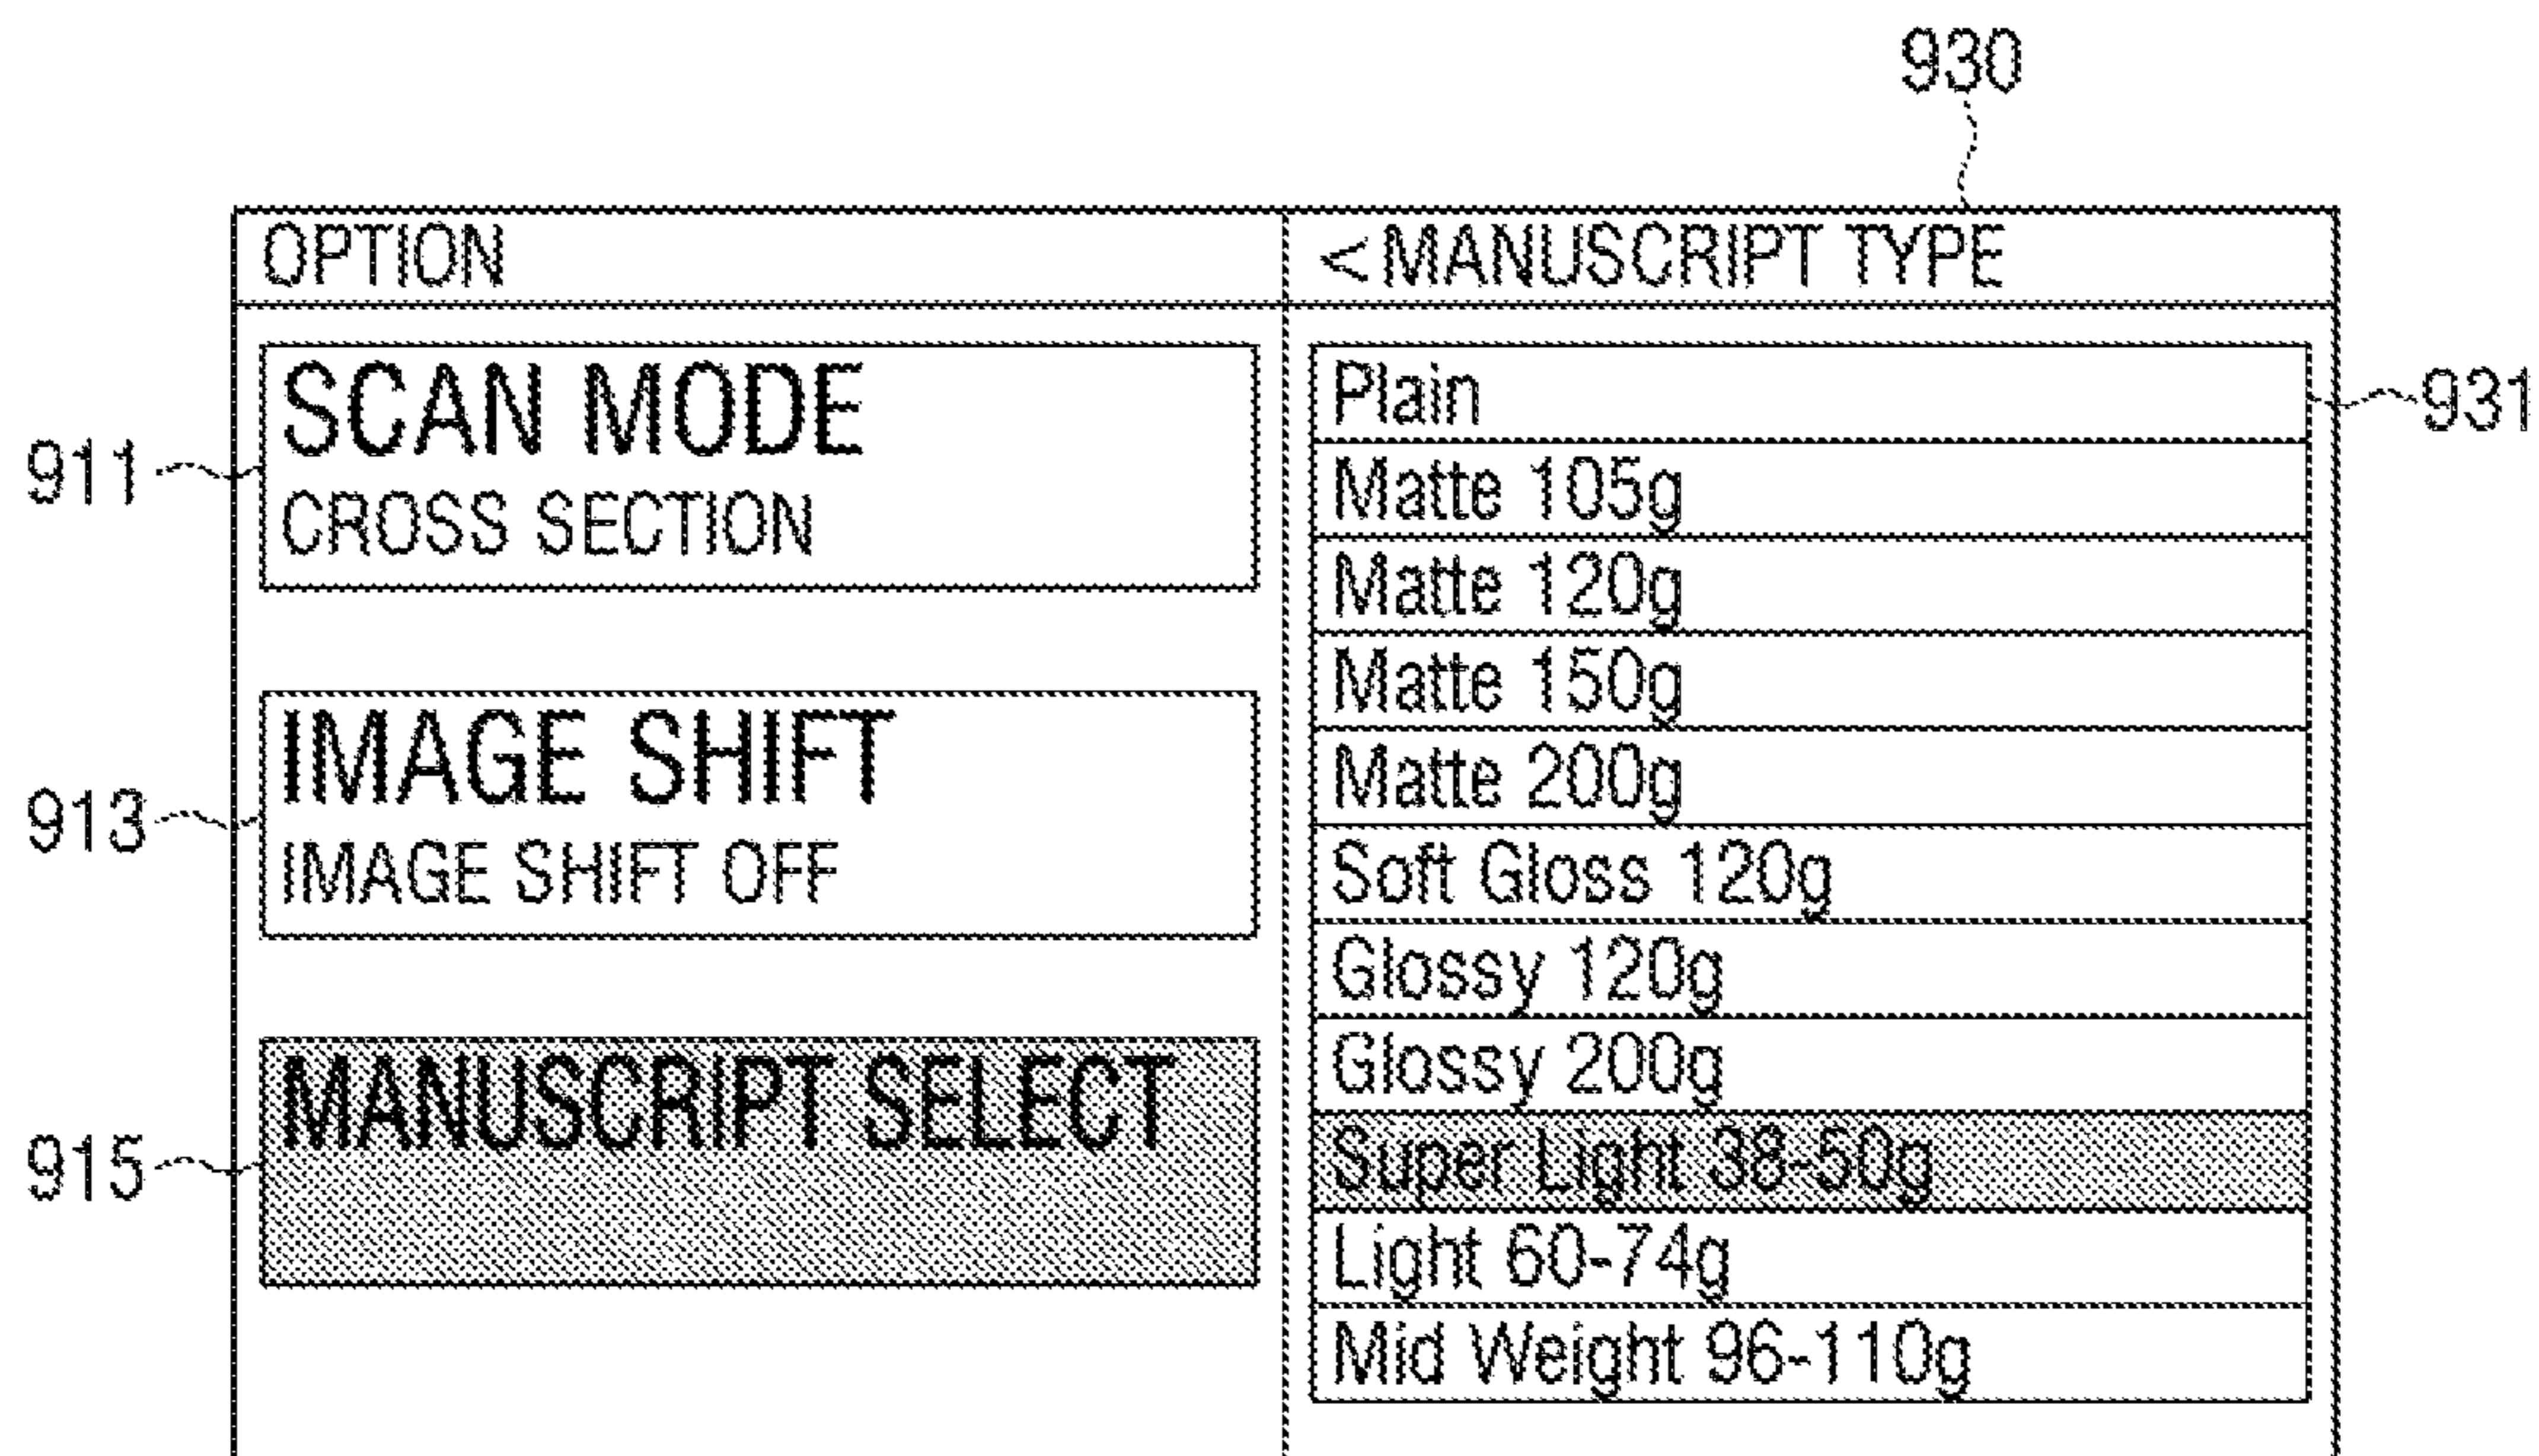 930
OPTION
<MANUSCRIPT TYPE
911
SCAN MODE
CROSS SECTION
913
IMAGE SHIFT
IMAGE SHIFT OFF
915
MANUSCRIPT SELECT
Plain
931
Matte 105g
Matte 120g
Matte 150g
Matte 200g
Soft Gloss 120g
Glossy 120g
Glossy 200g
Super Light 38-50g
Light 60-74g
Mid Weight 96-110g